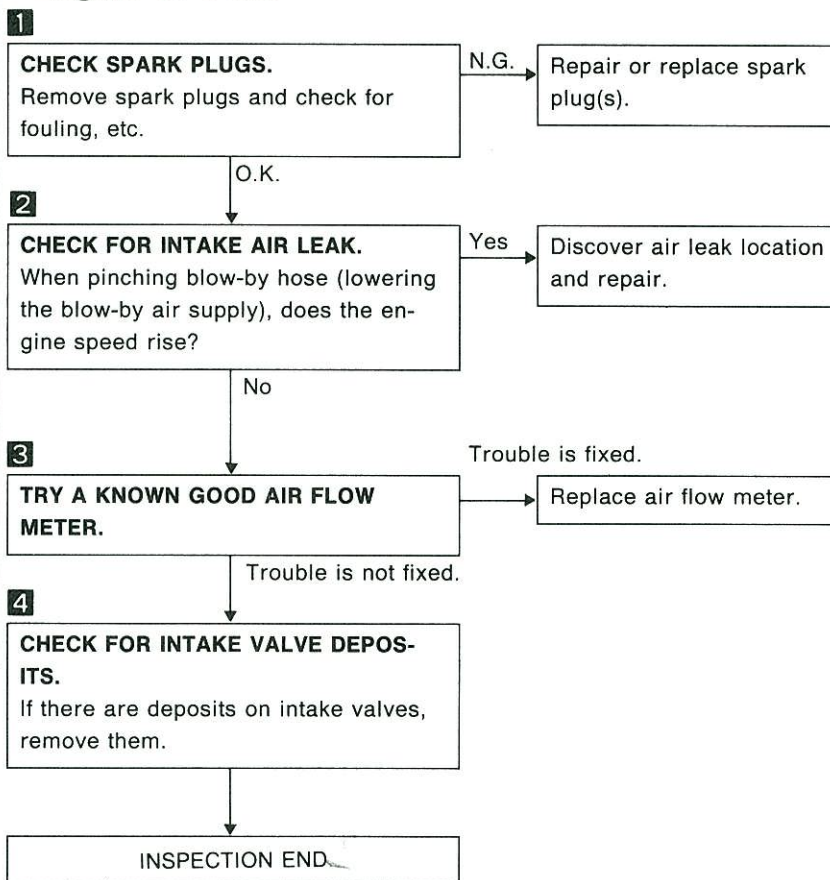 1
CHECK SPARK PLUGS.
Remove spark plugs and check for
fouling, etc.
N.G.
Repair or replace spark
plug(s).
O.K.
2
CHECK FOR INTAKE AIR LEAK.
When pinching blow-by hose (lowering
the blow-by air supply), does the en-
gine speed rise?
Yes
Discover air leak location
and repair.
No
3
TRY A KNOWN GOOD AIR FLOW
METER.
Trouble is fixed.
Replace air flow meter.
Trouble is not fixed.
4
CHECK FOR INTAKE VALVE DEPOS-
ITS.
If there are deposits on intake valves,
remove them.
INSPECTION END